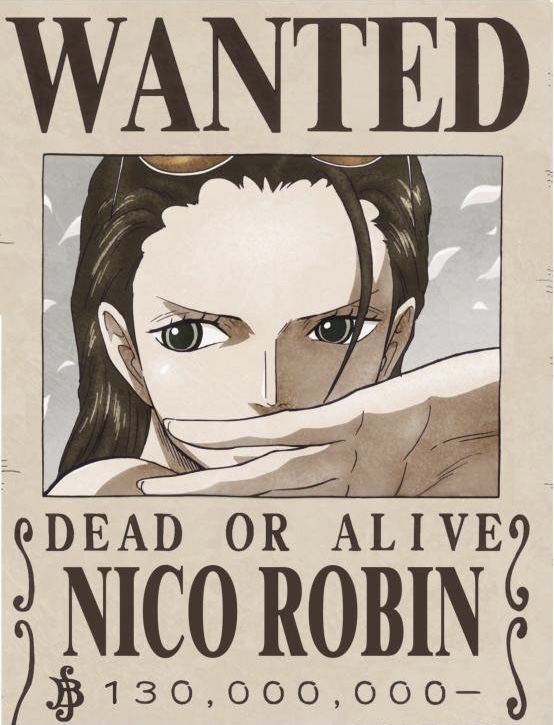 WANTED
DEAD OR ALIVE
NICO ROBIN
130,000,000-